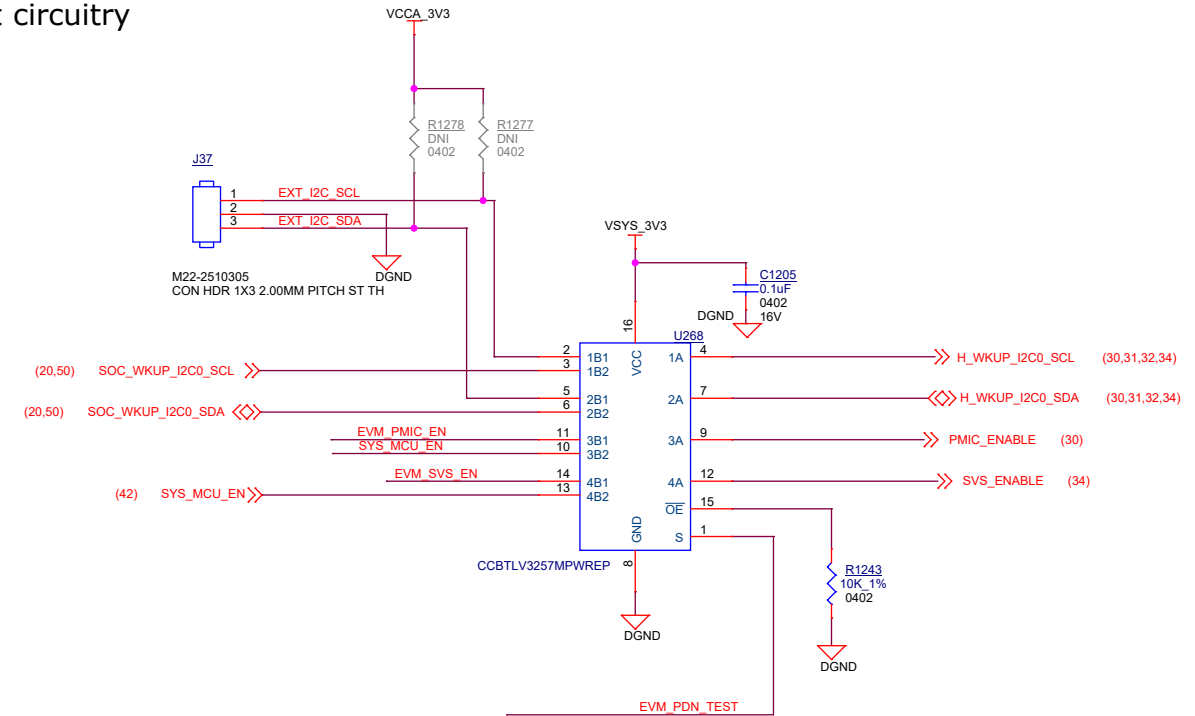 t circuitry
VCCA_3V3
R1278
DNI
0402
R1277
DNI
0402
J37
1
2
3
EXT_I2C_SCL
EXT_I2C_SDA
DGND
M22-2510305
CON HDR 1X3 2.00MM PITCH ST TH
VSYS_3V3
C1205
0.1uF
0402
16V
DGND
16
U268
VCC
2
1B1
3
1B2
5
2B1
6
2B2
11
3B1
10
3B2
14
4B1
13
4B2
1A
4
2A
7
3A
9
4A
12
OE
15
S
1
GND
8
(20,50) SOC_WKUP_I2C0_SCL
(20,50) SOC_WKUP_I2C0_SDA
EVM_PMIC_EN
SYS_MCU_EN
EVM_SVS_EN
(42) SYS_MCU_EN
H_WKUP_I2C0_SCL (30,31,32,34)
H_WKUP_I2C0_SDA (30,31,32,34)
PMIC_ENABLE (30)
SVS_ENABLE (34)
CCBTLV3257MPWREP
R1243
10K_1%
0402
DGND
DGND
EVM_PDN_TEST